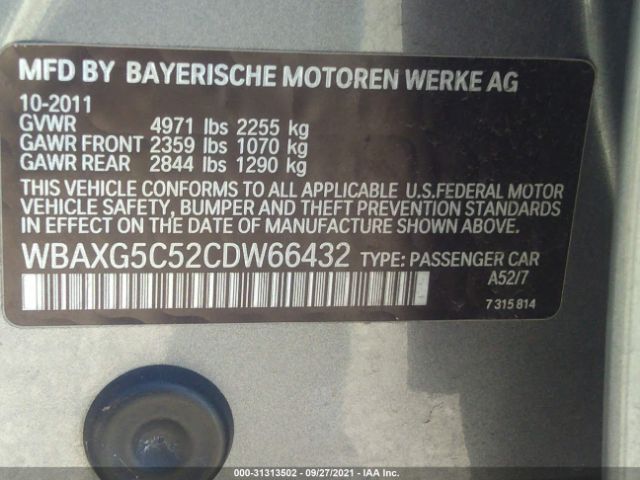 MFD BY BAYERISCHE MOTOREN WERKE AG
10-2011
GVWR 4971 lbs 2255 kg
GAWR FRONT 2359 lbs 1070 kg
GAWR REAR 2844 lbs 1290 kg
THIS VEHICLE CONFORMS TO ALL APPLICABLE U.S.FEDERAL MOTOR
VEHICLE SAFETY, BUMPER AND THEFT PREVENTION STANDARDS
IN EFFECT ON THE DATE OF MANUFACTURE SHOWN ABOVE.
WBAXG5C52CDW66432 TYPE: PASSENGER CAR
A52/7
7 315 814
000-31313502 - 09/27/2021 - IAA Inc.